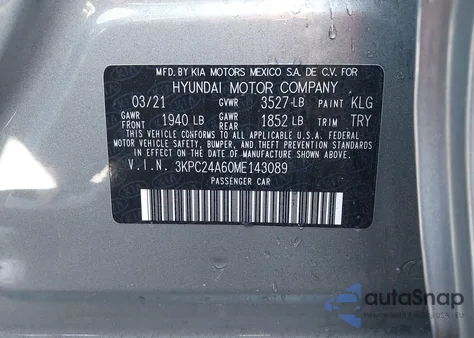 MFD.BY KIA MOTORS MEXICO S.A. DE C.V. FOR
HYUNDAI MOTOR COMPANY
03/21 GVWR 3527 LB PAINT KLG
GAWR FRONT 1940 LB GAWR REAR 1852 LB TRIM TRY
THIS VEHICLE CONFORMS TO ALL APPLICABLE U.S.A. FEDERAL
MOTOR VEHICLE SAFETY, BUMPER, AND THEFT PREVENTION
STANDARDS IN EFFECT ON THE DATE OF MANUFACTURE SHOWN ABOVE.
V.I.N. 3KPC24A60ME143089
PASSENGER CAR
autoSnap